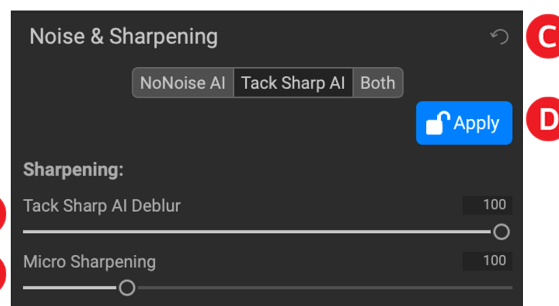 Noise & Sharpening
C
NoNoise AI Tack Sharp AI Both
Apply
D
Sharpening:
Tack Sharp AI Deblur 100
Micro Sharpening 100